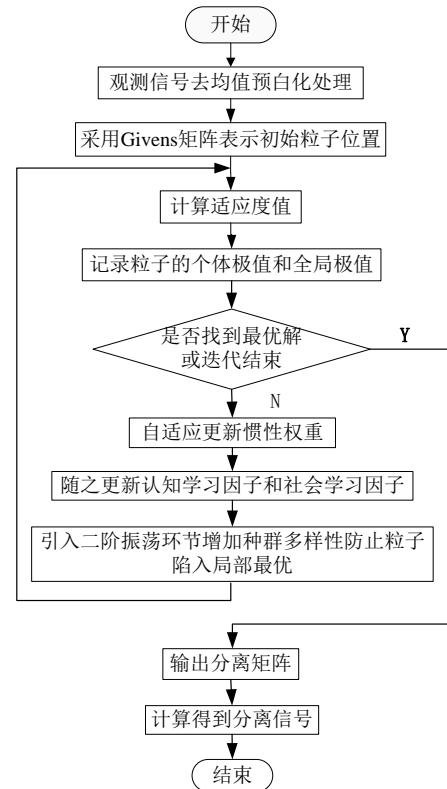 开始
观测信号去均值预白化处理
采用Givens矩阵表示初始粒子位置
计算适应度值
记录粒子的个体极值和全局极值
是否找到最优解
或迭代结束
Y
N
自适应更新惯性权重
随之更新认知学习因子和社会学习因子
引入二阶振荡环节增加种群多样性防止粒子
陷入局部最优
输出分离矩阵
计算得到分离信号
结束